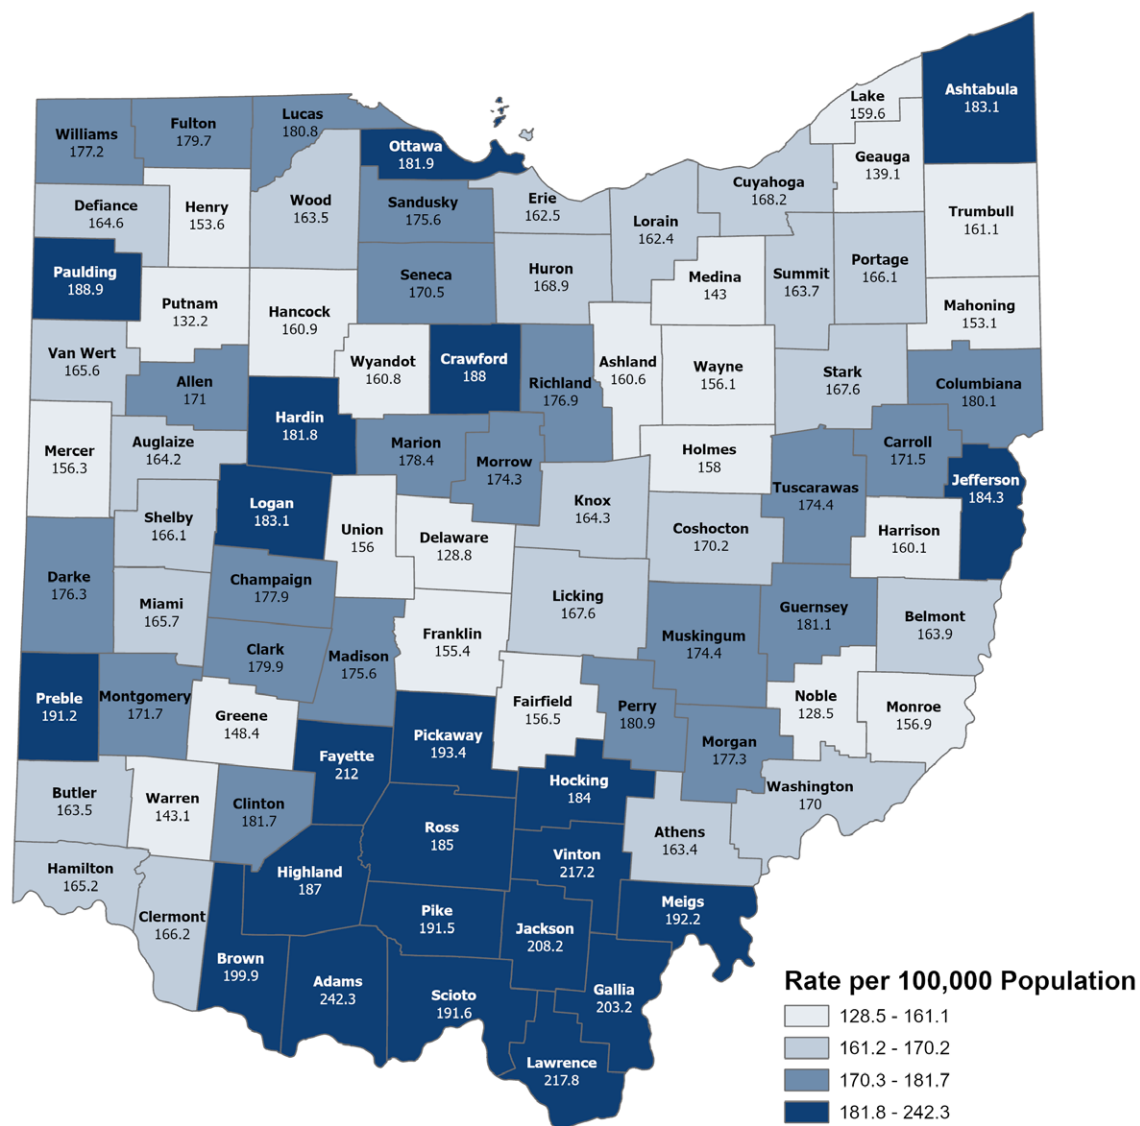 Lake
159.6
Ashtabula
183.1
Williams
177.2
Fulton
179.7
Lucas
180.8
Ottawa
181.9
Geauga
139.1
Cuyahoga
168.2
Defiance
164.6
Henry
153.6
Wood
163.5
Sandusky
175.6
Erie
162.5
Lorain
162.4
Trumbull
161.1
Paulding
188.9
Seneca
170.5
Huron
168.9
Medina
143
Summit
163.7
Portage
166.1
Putnam
132.2
Hancock
160.9
Mahoning
153.1
Van Wert
165.6
Allen
171
Wyandot
160.8
Crawford
188
Richland
176.9
Ashland
160.6
Wayne
156.1
Stark
167.6
Columbiana
180.1
Hardin
181.8
Mercer
156.3
Auglaize
164.2
Marion
178.4
Morrow
174.3
Holmes
158
Carroll
171.5
Tuscarawas
174.4
Jefferson
184.3
Logan
183.1
Knox
164.3
Shelby
166.1
Union
156
Delaware
128.8
Coshocton
170.2
Harrison
160.1
Darke
176.3
Champaign
177.9
Miami
165.7
Licking
167.6
Guernsey
181.1
Belmont
163.9
Clark
179.9
Madison
175.6
Franklin
155.4
Muskingum
174.4
Preble
191.2
Montgomery
171.7
Greene
148.4
Fairfield
156.5
Perry
180.9
Noble
128.5
Monroe
156.9
Pickaway
193.4
Morgan
177.3
Fayette
212
Hocking
184
Washington
170
Butler
163.5
Warren
143.1
Clinton
181.7
Ross
185
Athens
163.4
Vinton
217.2
Hamilton
165.2
Highland
187
Meigs
192.2
Clermont
166.2
Pike
191.5
Jackson
208.2
Brown
199.9
Adams
242.3
Scioto
191.6
Gallia
203.2
Lawrence
217.8
Rate per 100,000 Population
128.5 - 161.1
161.2 - 170.2
170.3 - 181.7
181.8 - 242.3